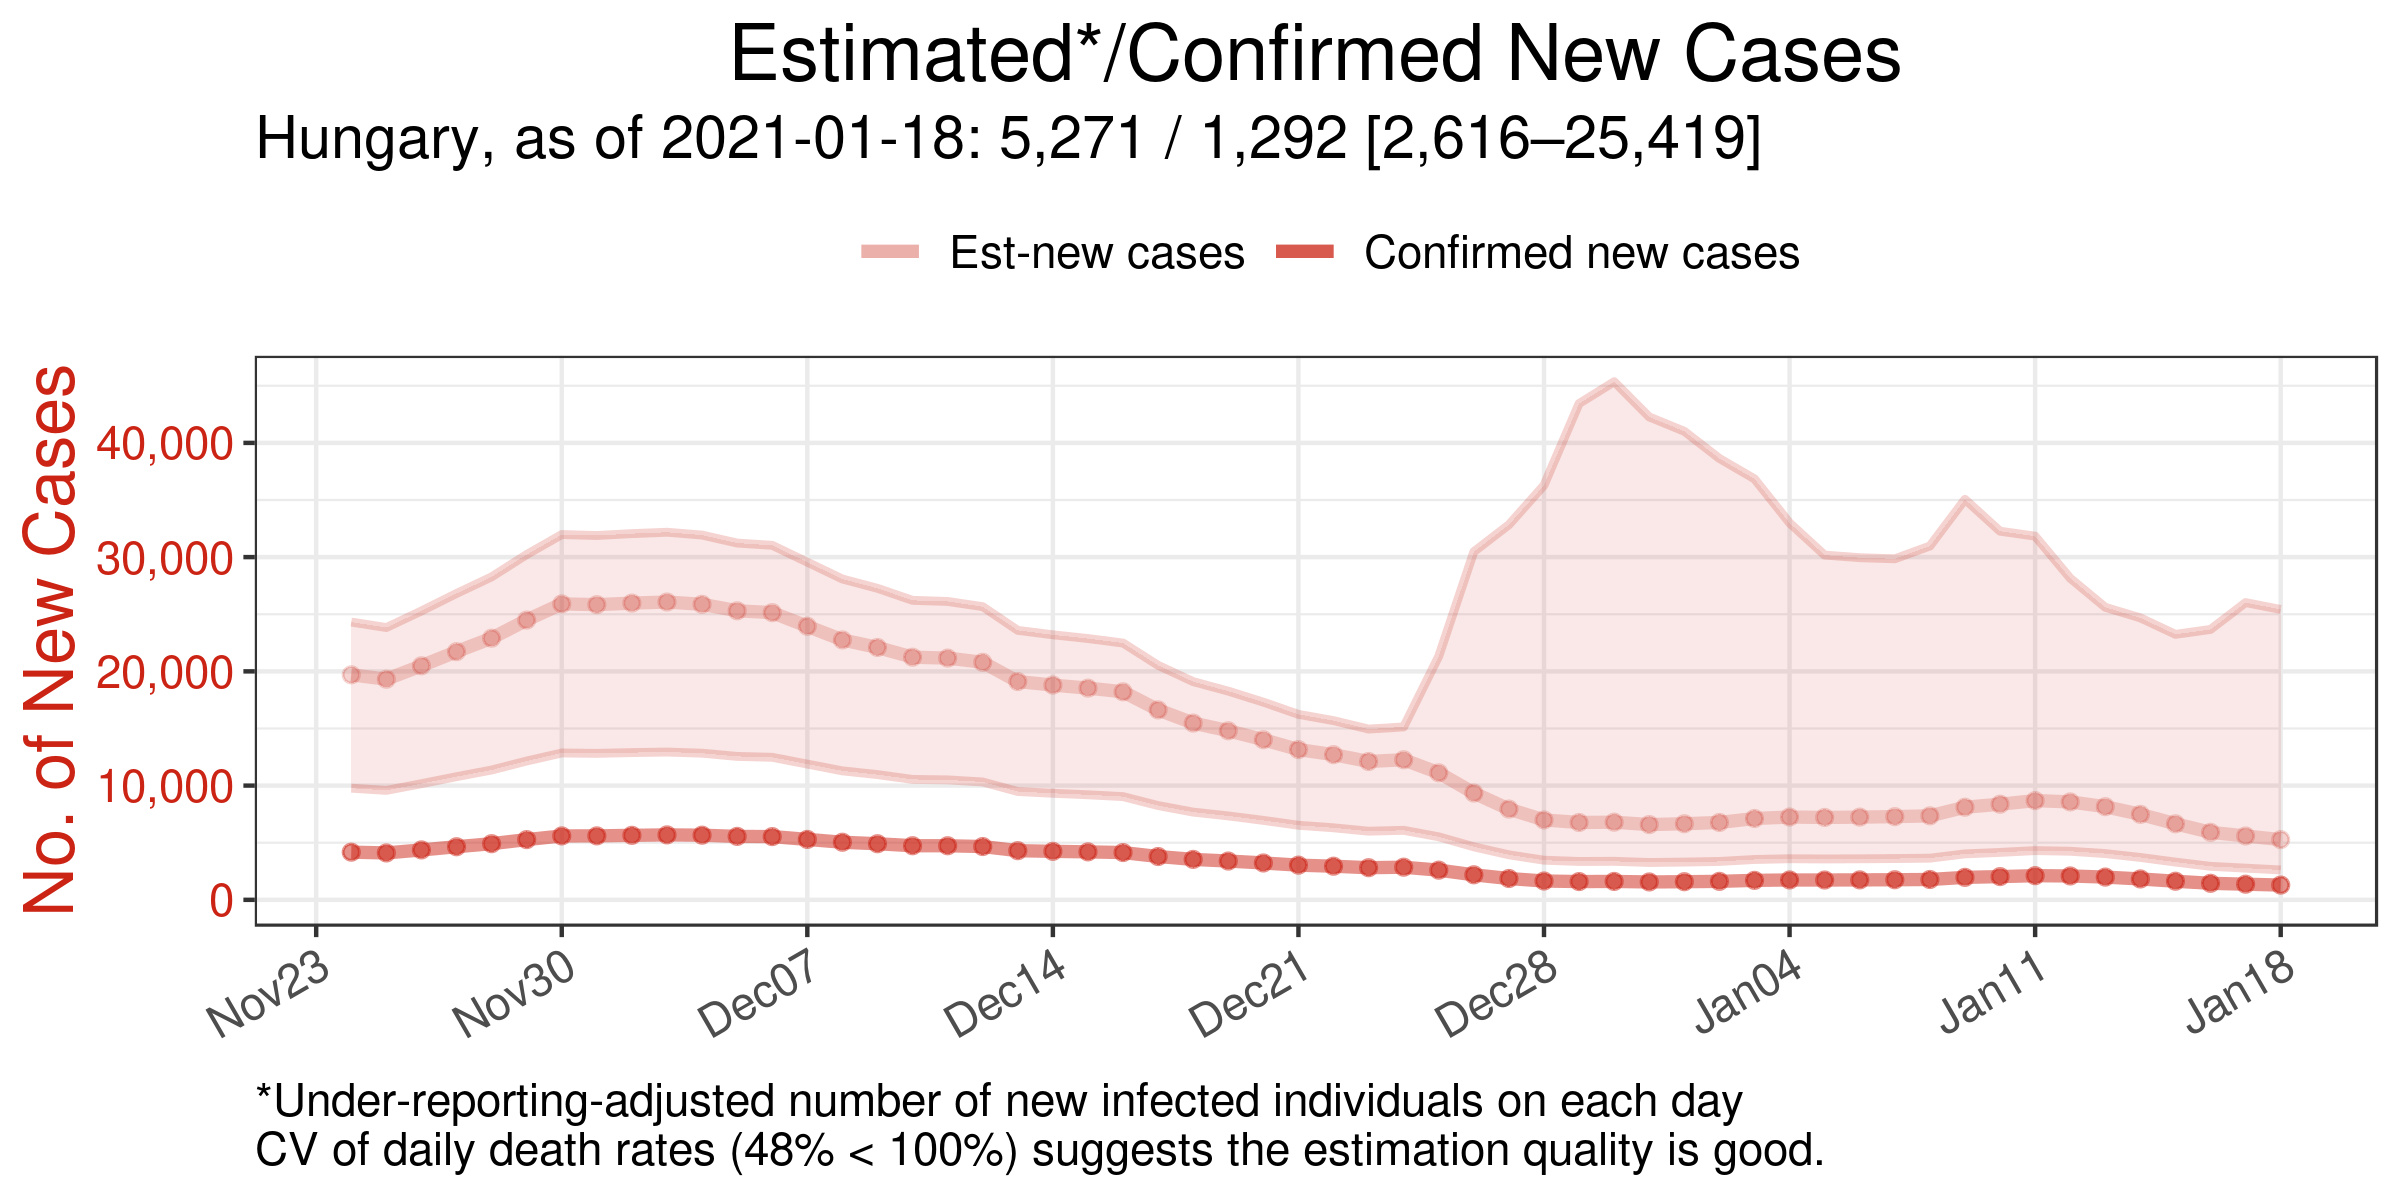 Estimated*/Confirmed New Cases
Hungary, as of 2021-01-18: 5,271 / 1,292 [2,616–25,419]
Est-new cases
Confirmed new cases
No. of New Cases
40,000
30,000
20,000
10,000
0
Nov23
Nov30
Dec07
Dec14
Dec21
Dec28
Jan04
Jan11
Jan18
*Under-reporting-adjusted number of new infected individuals on each day
CV of daily death rates (48% < 100%) suggests the estimation quality is good.